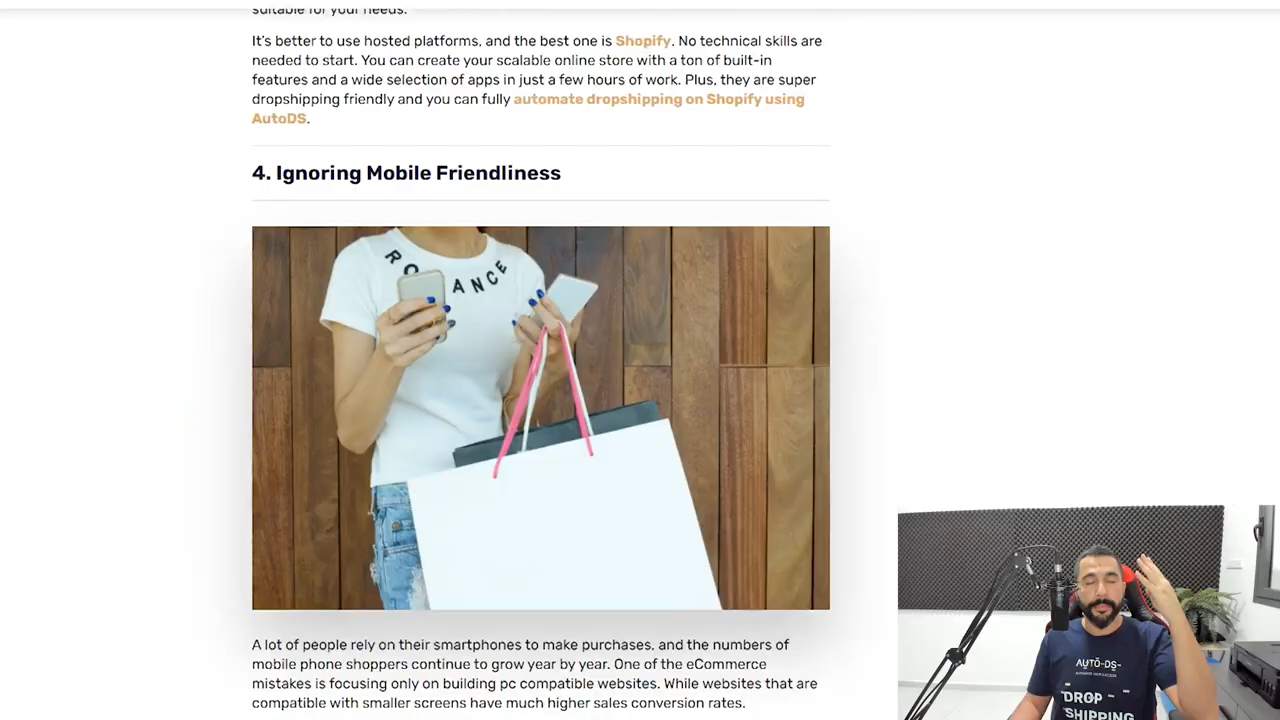 suitable for your needs.
It's better to use hosted platforms, and the best one is Shopify. No technical skills are
needed to start. You can create your scalable online store with a ton of built-in
features and a wide selection of apps in just a few hours of work. Plus, they are super
dropshipping friendly and you can fully automate dropshipping on Shopify using
AutoDS.
4. Ignoring Mobile Friendliness
A lot of people rely on their smartphones to make purchases, and the numbers of
mobile phone shoppers continue to grow year by year. One of the eCommerce
mistakes is focusing only on building pc compatible websites. While websites that are
compatible with smaller screens have much higher sales conversion rates.
AUTO-DS-
DROP
SHIPPING